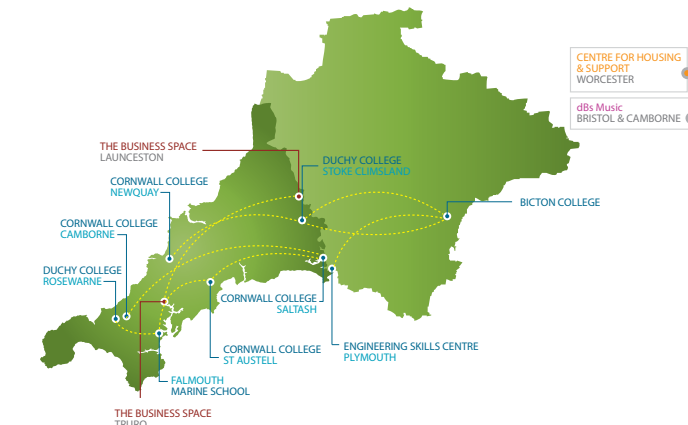 CENTRE FOR HOUSING
& SUPPORT
WORCESTER
dBs Music
BRISTOL & CAMBORNE
THE BUSINESS SPACE
LAUNCESTON
DUCHY COLLEGE
STOKE CLIMSLAND
CORNWALL COLLEGE
NEWQUAY
BICTON COLLEGE
CORNWALL COLLEGE
CAMBORNE
DUCHY COLLEGE
ROSEWARNE
CORNWALL COLLEGE
SALTASH
CORNWALL COLLEGE
ST AUSTELL
ENGINEERING SKILLS CENTRE
PLYMOUTH
FALMOUTH
MARINE SCHOOL
THE BUSINESS SPACE
TRURO